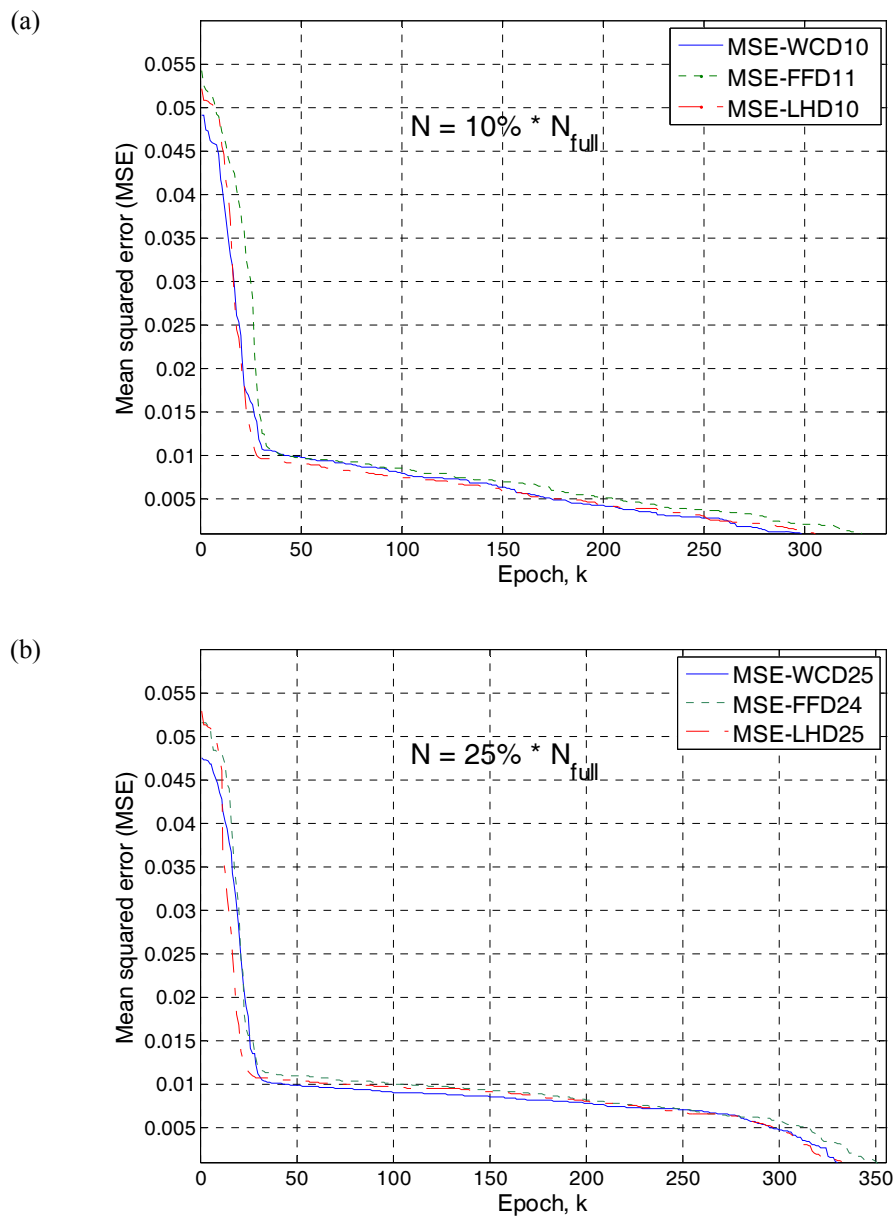 (a)
MSE-WCD10
MSE-FFD11
MSE-LHD10
N = 10% * Nfull
Mean squared error (MSE)
0.055
0.05
0.045
0.04
0.035
0.03
0.025
0.02
0.015
0.01
0.005
0 50 100 150 200 250 300
Epoch, k
(b)
MSE-WCD25
MSE-FFD24
MSE-LHD25
N = 25% * Nfull
Mean squared error (MSE)
0.055
0.05
0.045
0.04
0.035
0.03
0.025
0.02
0.015
0.01
0.005
0 50 100 150 200 250 300 350
Epoch, k